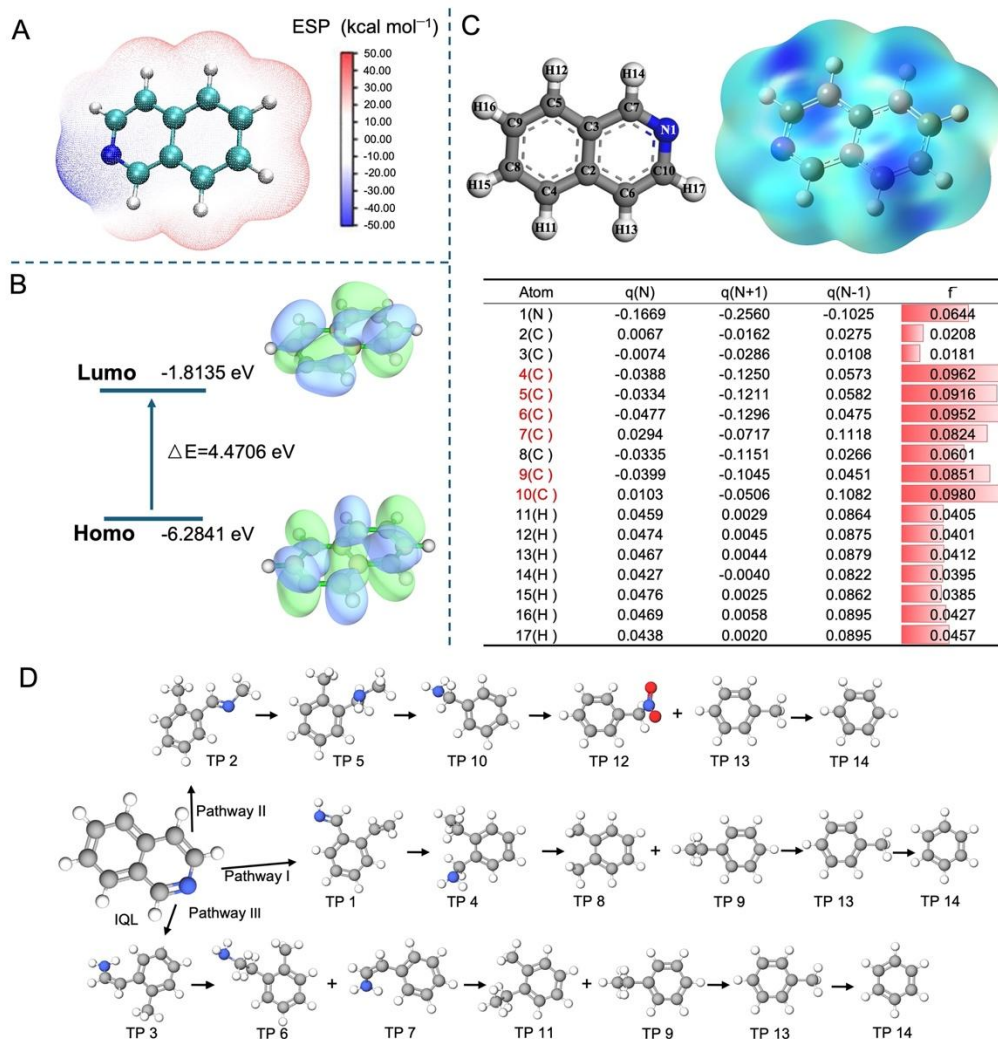 A
ESP (kcal mol⁻¹)
50.00
40.00
30.00
20.00
10.00
00.00
-10.00
-20.00
-30.00
-40.00
-50.00
B
Lumo -1.8135 eV
△E=4.4706 eV
Homo -6.2841 eV
C
H12 H14
H16 C5 C7
C9 C3 N1
C8 C2 C10
H15 C4 C6 H17
H11 H13
Atom q(N) q(N+1) q(N-1) f⁻
1(N ) -0.1669 -0.2560 -0.1025 0.0644
2(C ) 0.0067 -0.0162 0.0275 0.0208
3(C ) -0.0074 -0.0286 0.0108 0.0181
4(C ) -0.0388 -0.1250 0.0573 0.0962
5(C ) -0.0334 -0.1211 0.0582 0.0916
6(C ) -0.0477 -0.1296 0.0475 0.0952
7(C ) 0.0294 -0.0717 0.1118 0.0824
8(C ) -0.0335 -0.1151 0.0266 0.0601
9(C ) -0.0399 -0.1045 0.0451 0.0851
10(C ) 0.0103 -0.0506 0.1082 0.0980
11(H ) 0.0459 0.0029 0.0864 0.0405
12(H ) 0.0474 0.0045 0.0875 0.0401
13(H ) 0.0467 0.0044 0.0879 0.0412
14(H ) 0.0427 -0.0040 0.0822 0.0395
15(H ) 0.0476 0.0025 0.0862 0.0385
16(H ) 0.0469 0.0058 0.0895 0.0427
17(H ) 0.0438 0.0020 0.0895 0.0457
D
+
TP 2 TP 5 TP 10 TP 12 TP 13 TP 14
Pathway II
Pathway I
+
IQL
Pathway III
TP 1 TP 4 TP 8 TP 9 TP 13 TP 14
+ +
TP 3 TP 6 TP 7 TP 11 TP 9 TP 13 TP 14